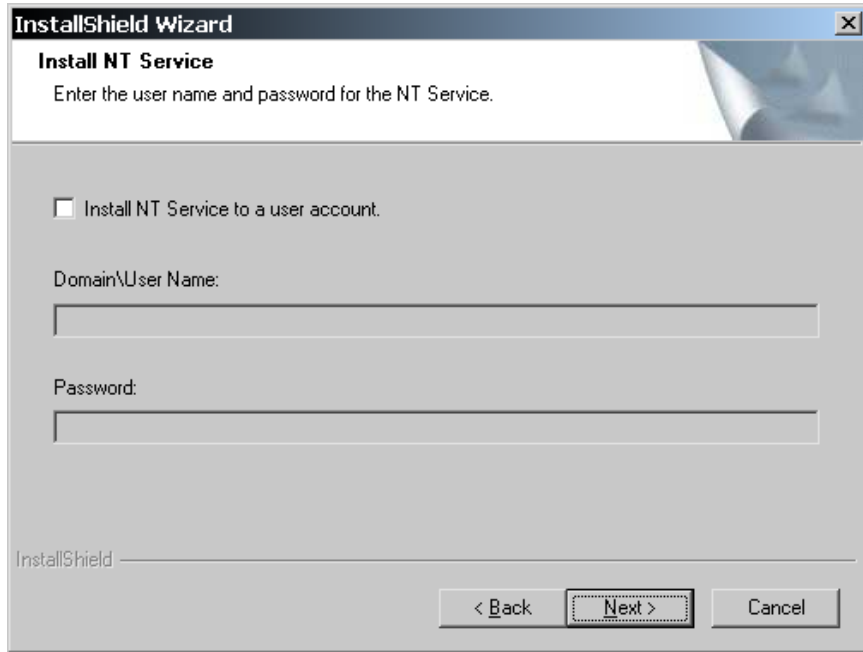 InstallShield Wizard
Install NT Service
Enter the user name and password for the NT Service.
Install NT Service to a user account.
Domain\User Name:
Password:
InstallShield
< Back Next > Cancel